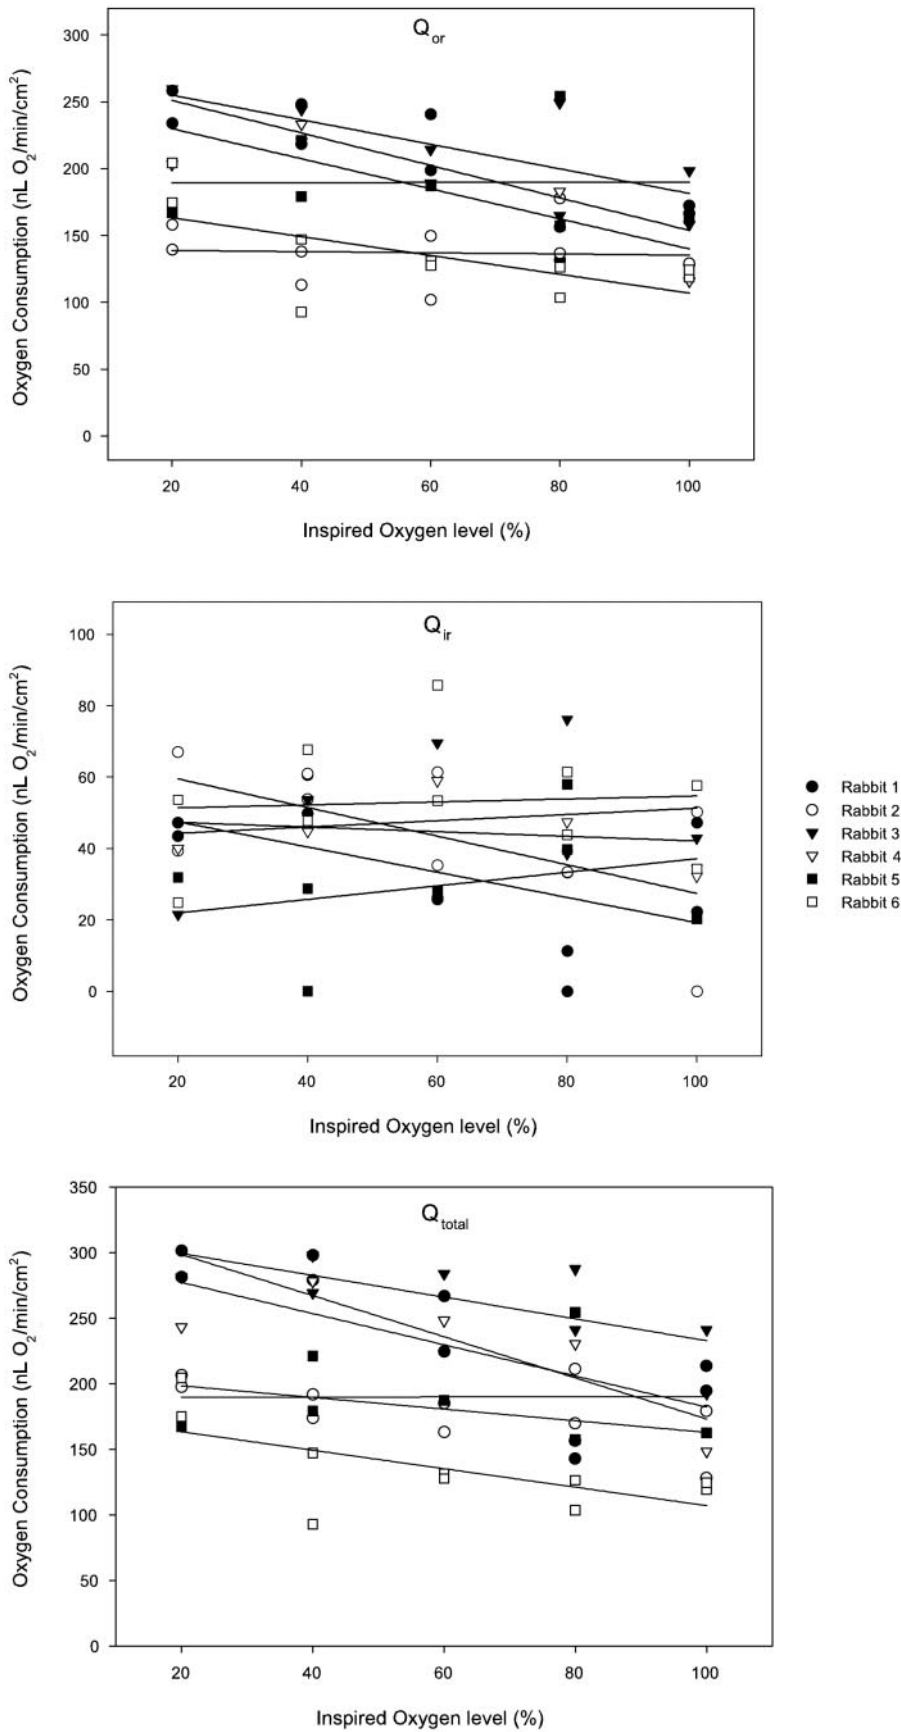 Q or
300
250
200
150
100
50
0
Oxygen Consumption (nL O2/min/cm2)
20 40 60 80 100
Inspired Oxygen level (%)
Q ir
100
80
60
40
20
0
Oxygen Consumption (nL O2/min/cm2)
20 40 60 80 100
Inspired Oxygen level (%)
Rabbit 1
Rabbit 2
Rabbit 3
Rabbit 4
Rabbit 5
Rabbit 6
Q total
350
300
250
200
150
100
50
0
Oxygen Consumption (nL O2/min/cm2)
20 40 60 80 100
Inspired Oxygen level (%)